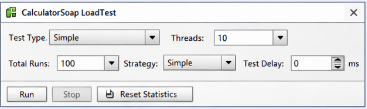 CalculatorSoap LoadTest
Test Type. Simple Threads: 10
Total Runs: 100 Strategy: Simple Test Delay: 0 ms
Run Stop Reset Statistics